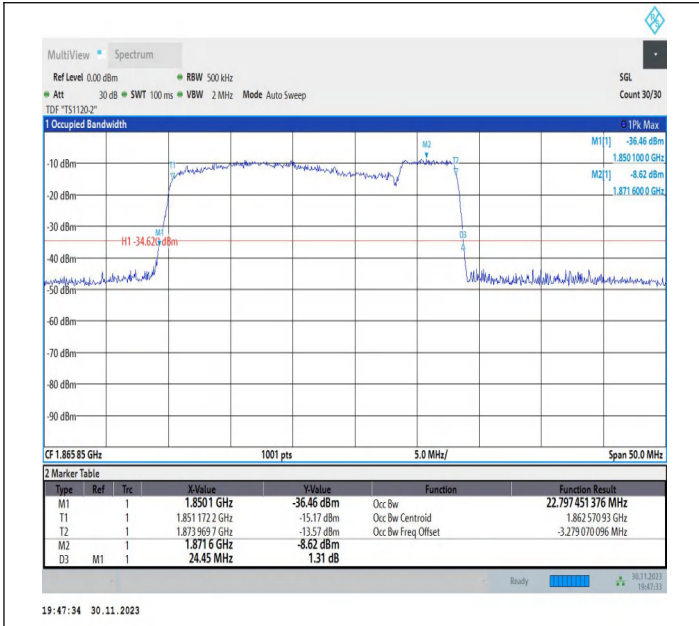 MultiView Spectrum
Ref Level 0.00 dBm RBW 500 kHz SGL
Att 30 dB SWT 100 ms VBW 2 MHz Mode Auto Sweep Count 30/30
TDF "TS1120-2"
1 Occupied Bandwidth 1Pk Max
M1[1] -36.46 dBm
1.850 100 0 GHz
M2[1] -8.62 dBm
1.871 600 0 GHz
M2
T1
T2
-10 dBm
-20 dBm
-30 dBm
M1
D3
H1 -34.620 dBm
-40 dBm
-50 dBm
-60 dBm
-70 dBm
-80 dBm
-90 dBm
CF 1.865 85 GHz 1001 pts 5.0 MHz/ Span 50.0 MHz
2 Marker Table
Type Ref Trc X-Value Y-Value Function Function Result
M1 1 1.8501 GHz -36.46 dBm Occ Bw 22.797 451 376 MHz
T1 1 1.851 172 2 GHz -15.17 dBm Occ Bw Centroid 1.862 570 93 GHz
T2 1 1.873 969 7 GHz -13.57 dBm Occ Bw Freq Offset -3.279 070 096 MHz
M2 1 1.8716 GHz -8.62 dBm
D3 M1 1 24.45 MHz 1.31 dB
Ready 30.11.2023
19:47:33
19:47:34 30.11.2023